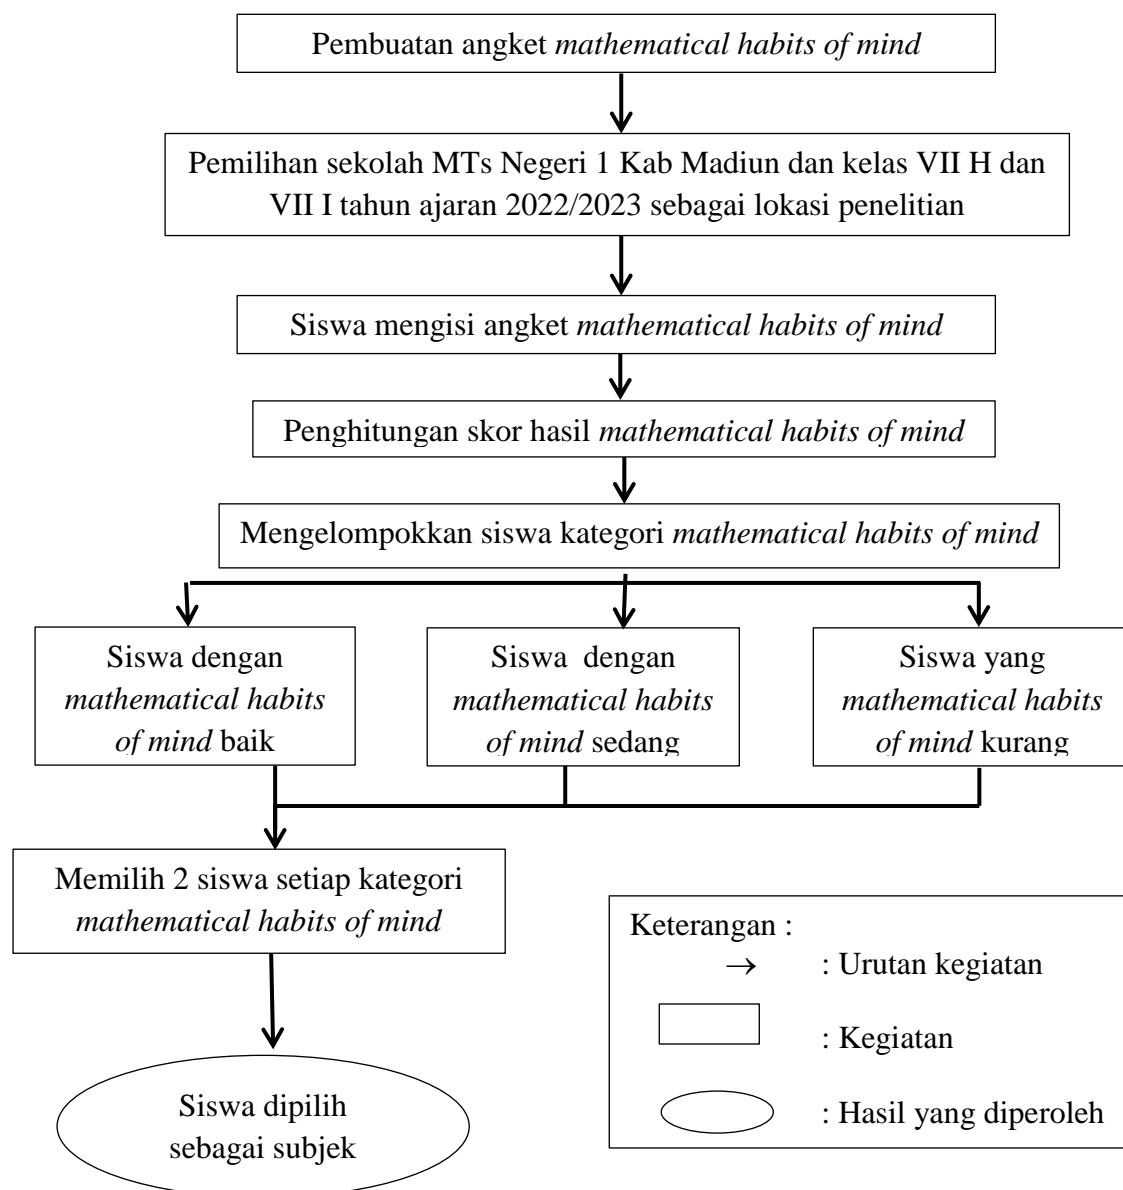 Pembuatan angket mathematical habits of mind
Pemilihan sekolah MTs Negeri 1 Kab Madiun dan kelas VII H dan
VII I tahun ajaran 2022/2023 sebagai lokasi penelitian
Siswa mengisi angket mathematical habits of mind
Penghitungan skor hasil mathematical habits of mind
Mengelompokkan siswa kategori mathematical habits of mind
Siswa dengan
mathematical habits
of mind baik
Siswa dengan
mathematical habits
of mind sedang
Siswa yang
mathematical habits
of mind kurang
Memilih 2 siswa setiap kategori
mathematical habits of mind
Siswa dipilih
sebagai subjek
Keterangan :
→ : Urutan kegiatan
: Kegiatan
: Hasil yang diperoleh